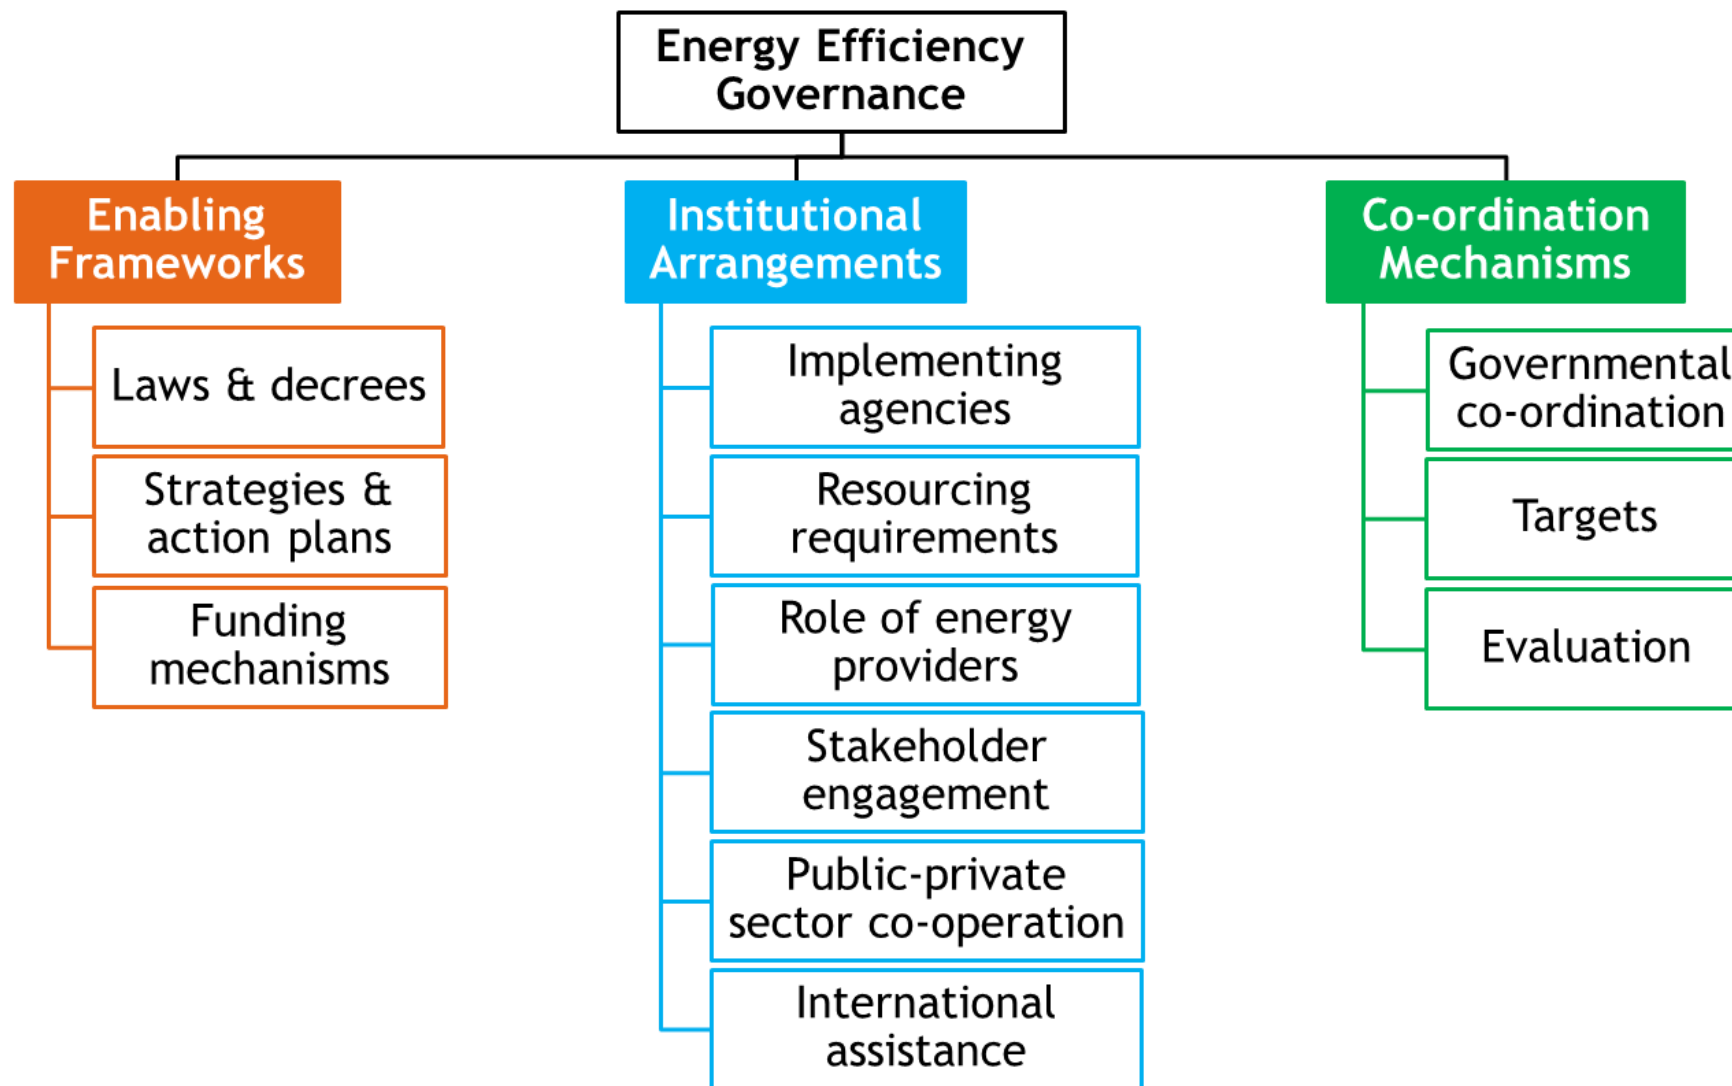 Energy Efficiency
Governance
Enabling
Frameworks
Laws & decrees
Strategies &
action plans
Funding
mechanisms
Institutional
Arrangements
Implementing
agencies
Resourcing
requirements
Role of energy
providers
Stakeholder
engagement
Public-private
sector co-operation
International
assistance
Co-ordination
Mechanisms
Governmental
co-ordination
Targets
Evaluation